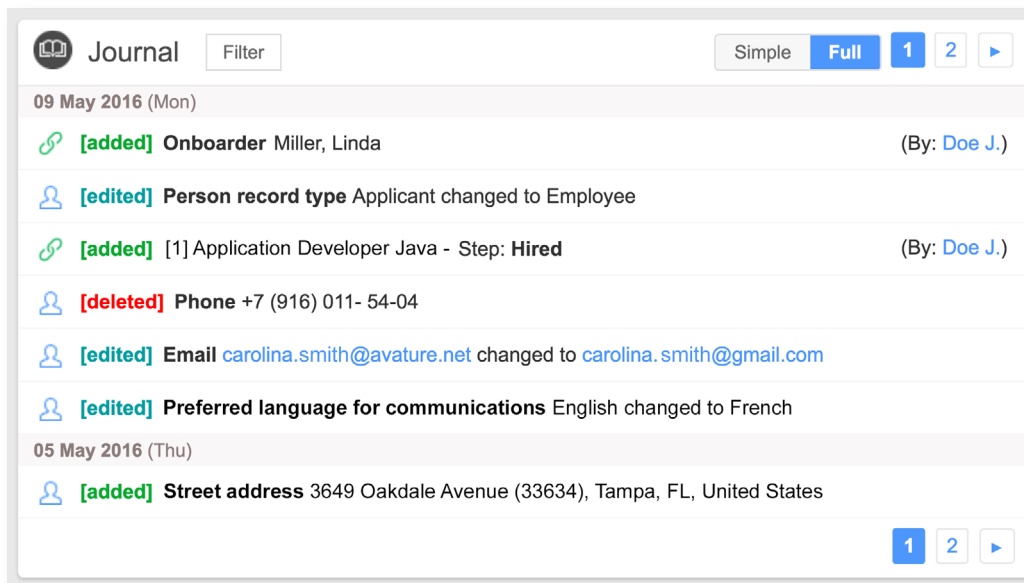 Journal Filter Simple Full 1 2 ►
09 May 2016 (Mon)
[added] Onboarder Miller, Linda (By: Doe J.)
[edited] Person record type Applicant changed to Employee
[added] [1] Application Developer Java - Step: Hired (By: Doe J.)
[deleted] Phone +7 (916) 011- 54-04
[edited] Email carolina.smith@avature.net changed to carolina.smith@gmail.com
[edited] Preferred language for communications English changed to French
05 May 2016 (Thu)
[added] Street address 3649 Oakdale Avenue (33634), Tampa, FL, United States
1 2 ►